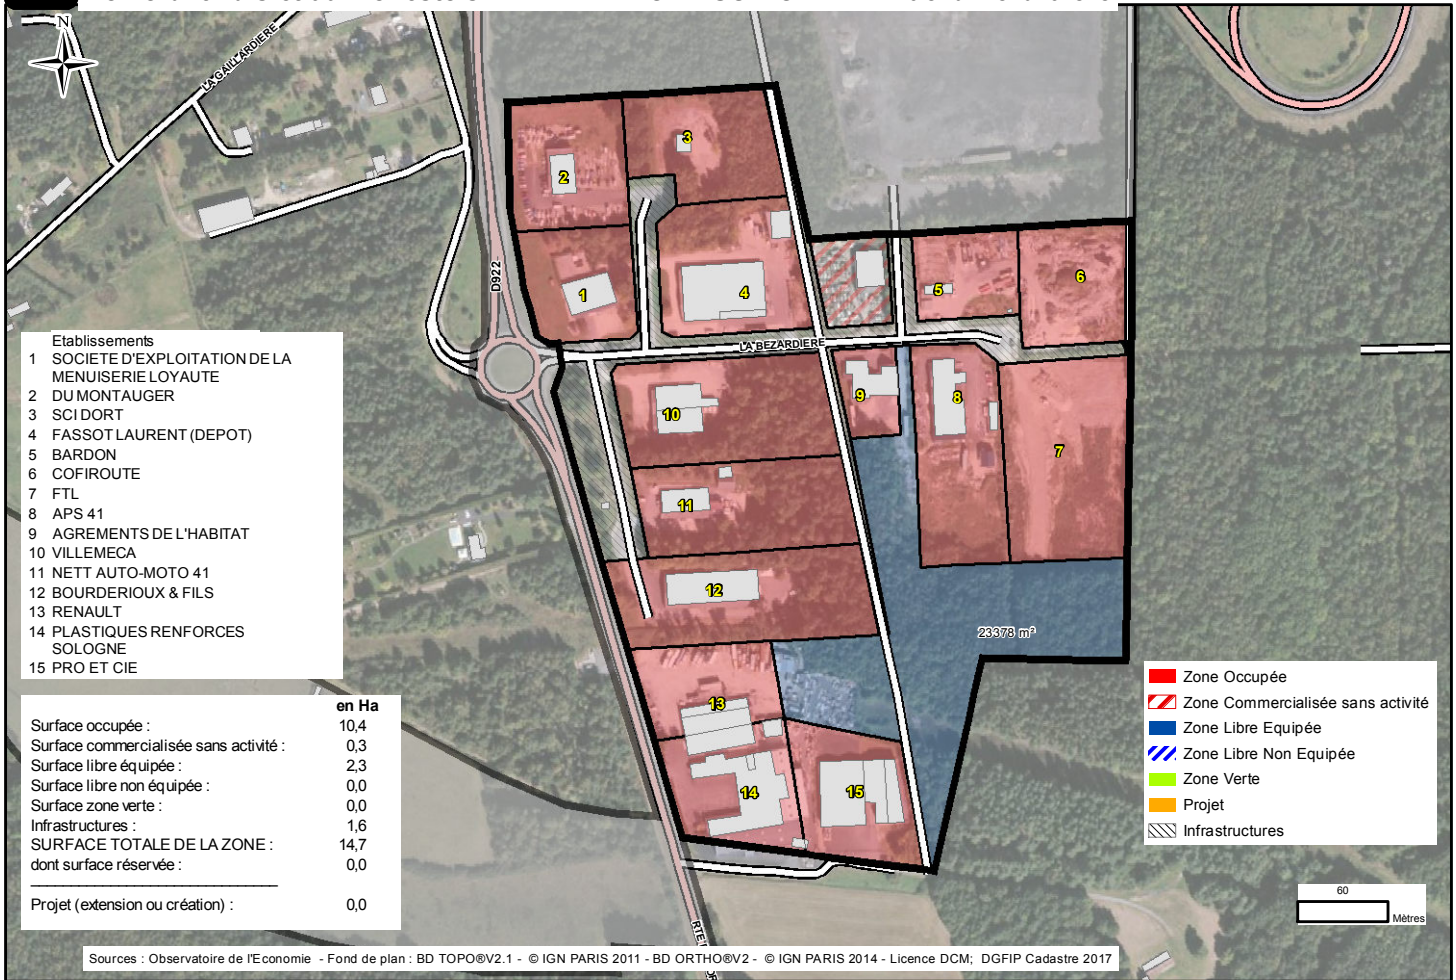 N
LA GAILLARDIERE
D922
LA BEZARDIERE
2
3
1
4
5
6
10
9
8
7
11
12
23378 m²
13
14
15
Etablissements
1 SOCIETE D'EXPLOITATION DE LA
MENUISERIE LOYAUTE
2 DU MONTAUGER
3 SCI DORT
4 FASSOT LAURENT (DEPOT)
5 BARDON
6 COFIROUTE
7 FTL
8 APS 41
9 AGREMENTS DE L'HABITAT
10 VILLEMECA
11 NETT AUTO-MOTO 41
12 BOURDERIOUX & FILS
13 RENAULT
14 PLASTIQUES RENFORCES
SOLOGNE
15 PRO ET CIE
en Ha
Surface occupée : 10,4
Surface commercialisée sans activité : 0,3
Surface libre équipée : 2,3
Surface libre non équipée : 0,0
Surface zone verte : 0,0
Infrastructures : 1,6
SURFACE TOTALE DE LA ZONE : 14,7
dont surface réservée : 0,0
Projet (extension ou création) : 0,0
Zone Occupée
Zone Commercialisée sans activité
Zone Libre Equipée
Zone Libre Non Equipée
Zone Verte
Projet
Infrastructures
60
Mètres
RTE
Sources : Observatoire de l'Economie - Fond de plan : BD TOPO®V2.1 - © IGN PARIS 2011 - BD ORTHO®V2 - © IGN PARIS 2014 - Licence DCM; DGFIP Cadastre 2017